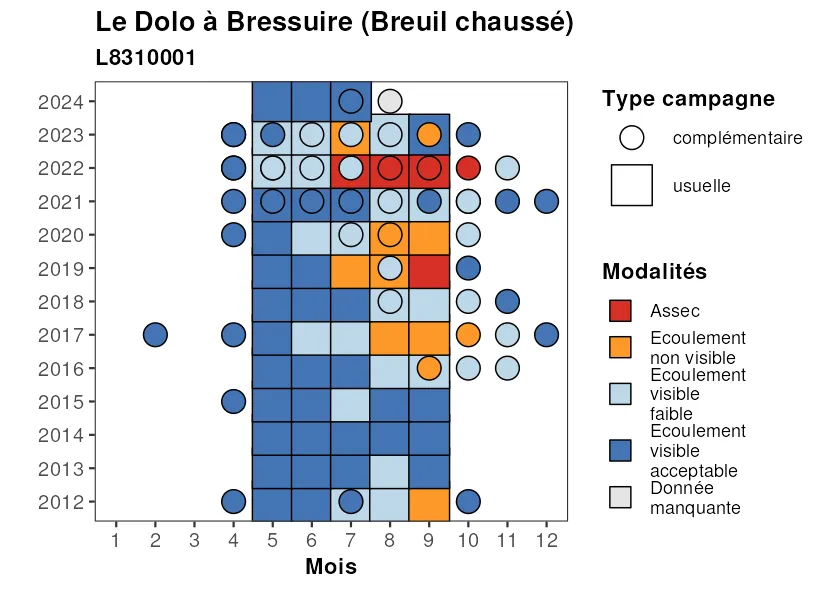 Le Dolo à Bressuire (Breuil chaussé)
L8310001
2024
2023
2022
2021
2020
2019
2018
2017
2016
2015
2014
2013
2012
1 2 3 4 5 6 7 8 9 10 11 12
Mois
Type campagne
complémentaire
usuelle
Modalités
Assec
Ecoulement
non visible
Ecoulement
visible
faible
Ecoulement
visible
acceptable
Donnée
manquante